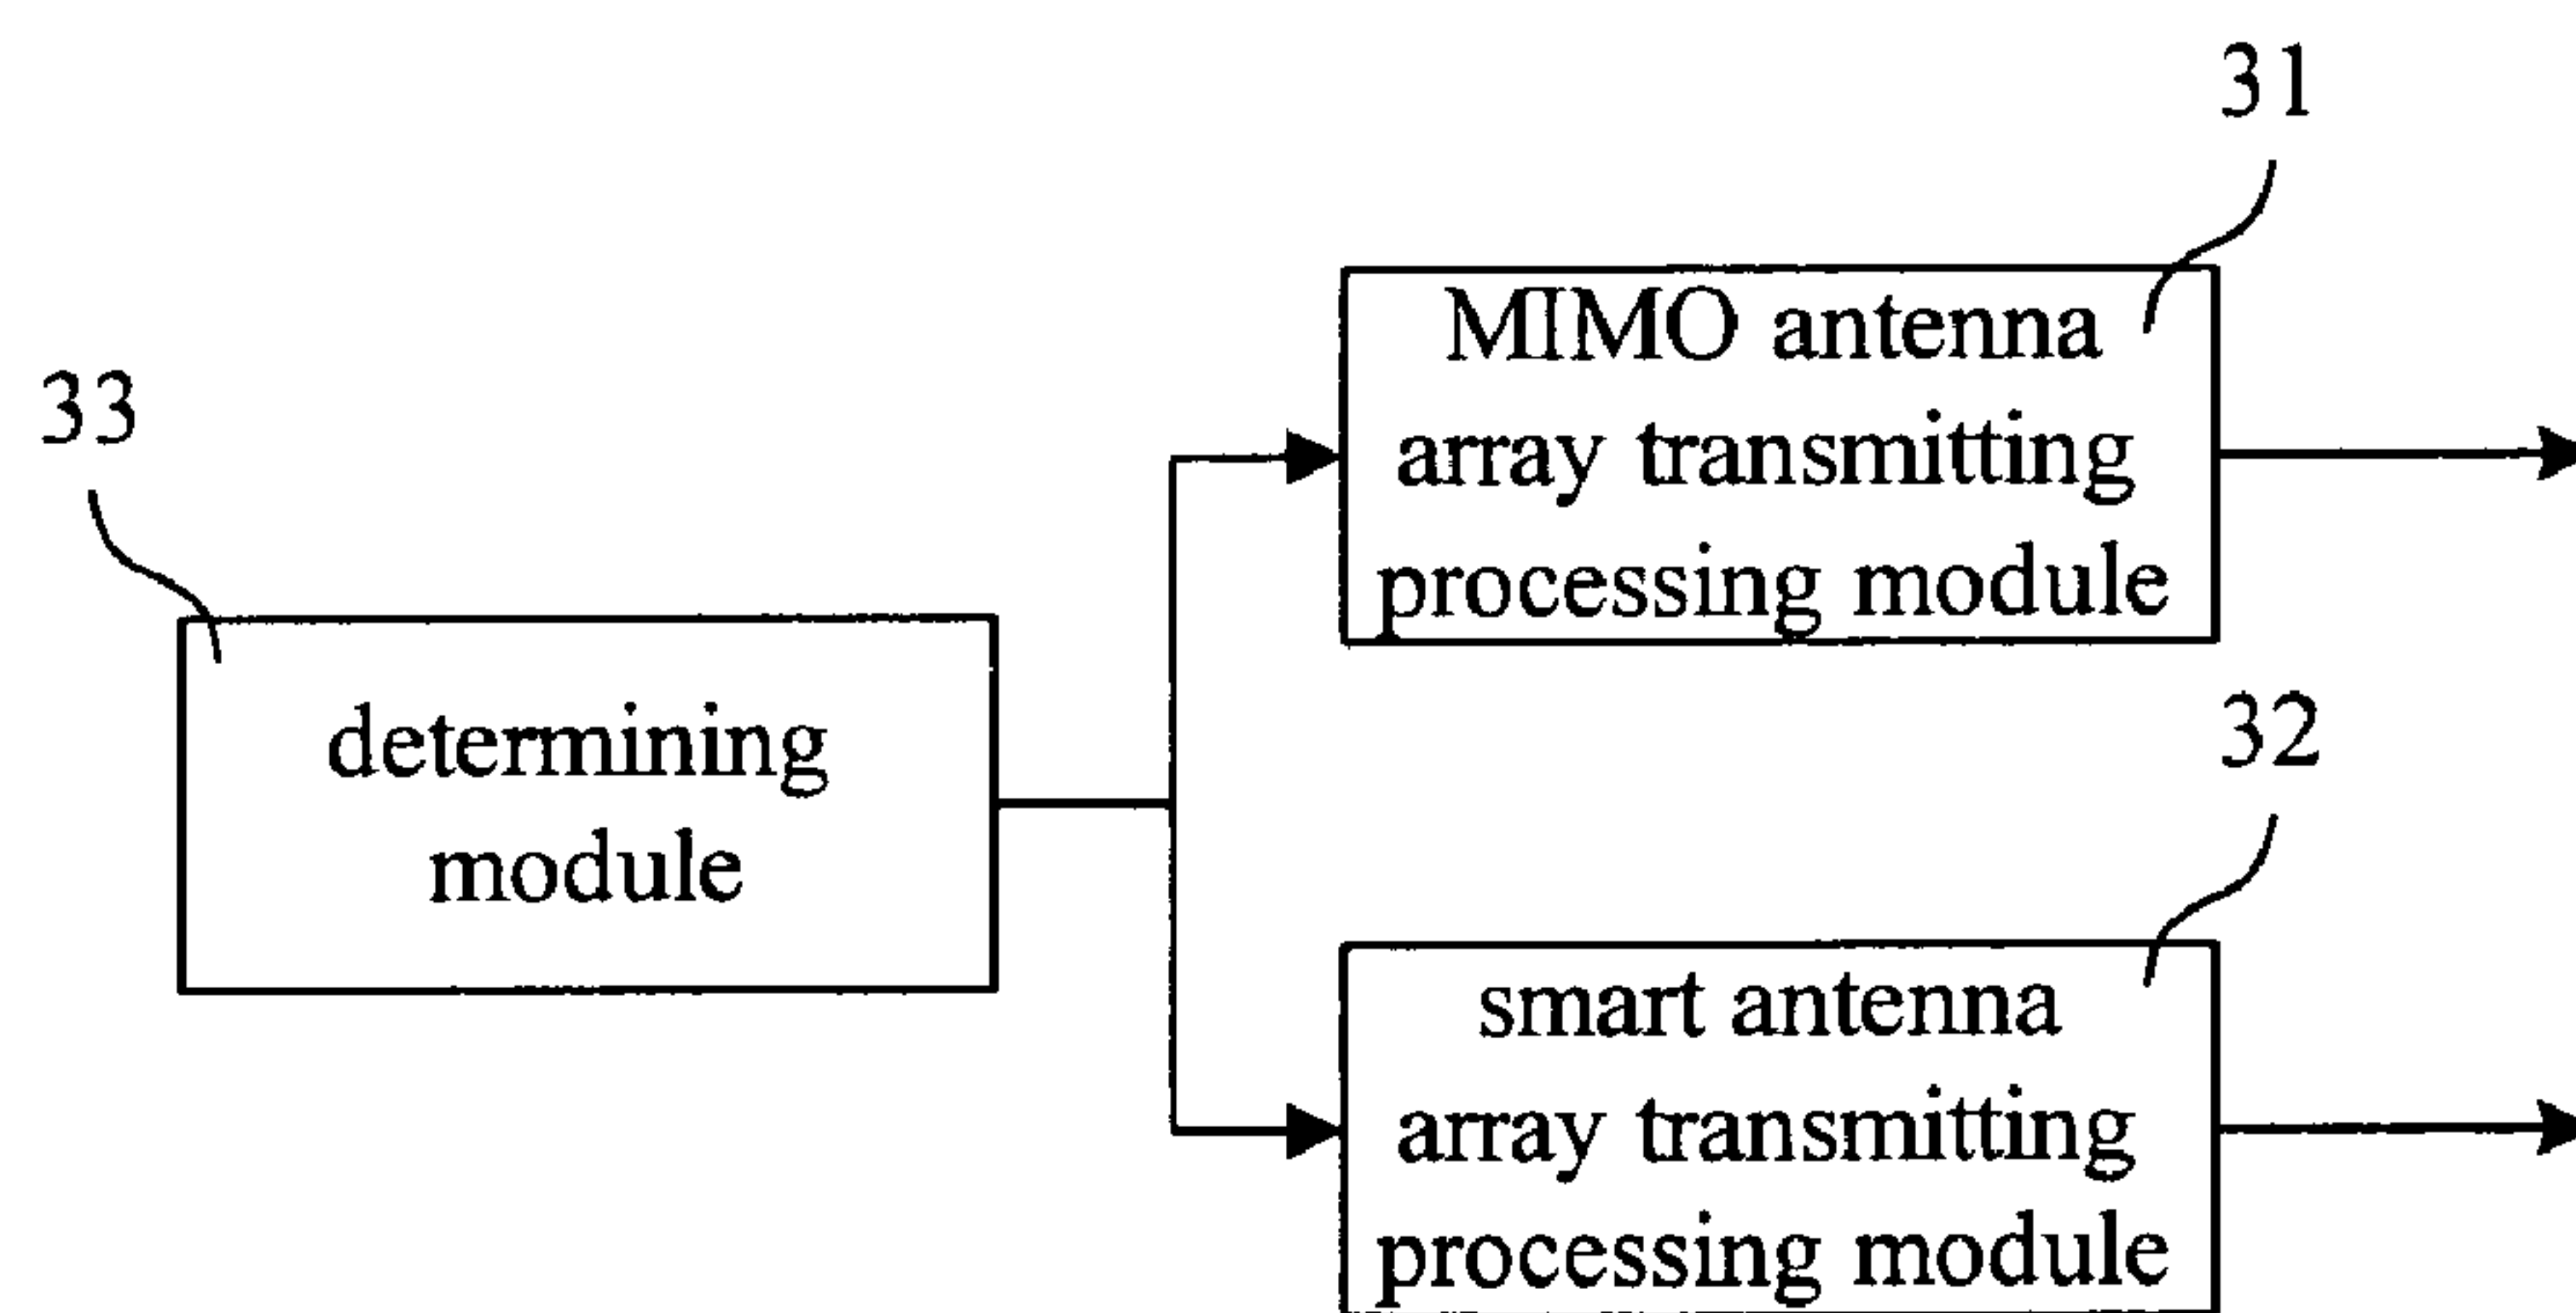 31
MIMO antenna
array transmitting
processing module
33
determining
module
32
smart antenna
array transmitting
processing module